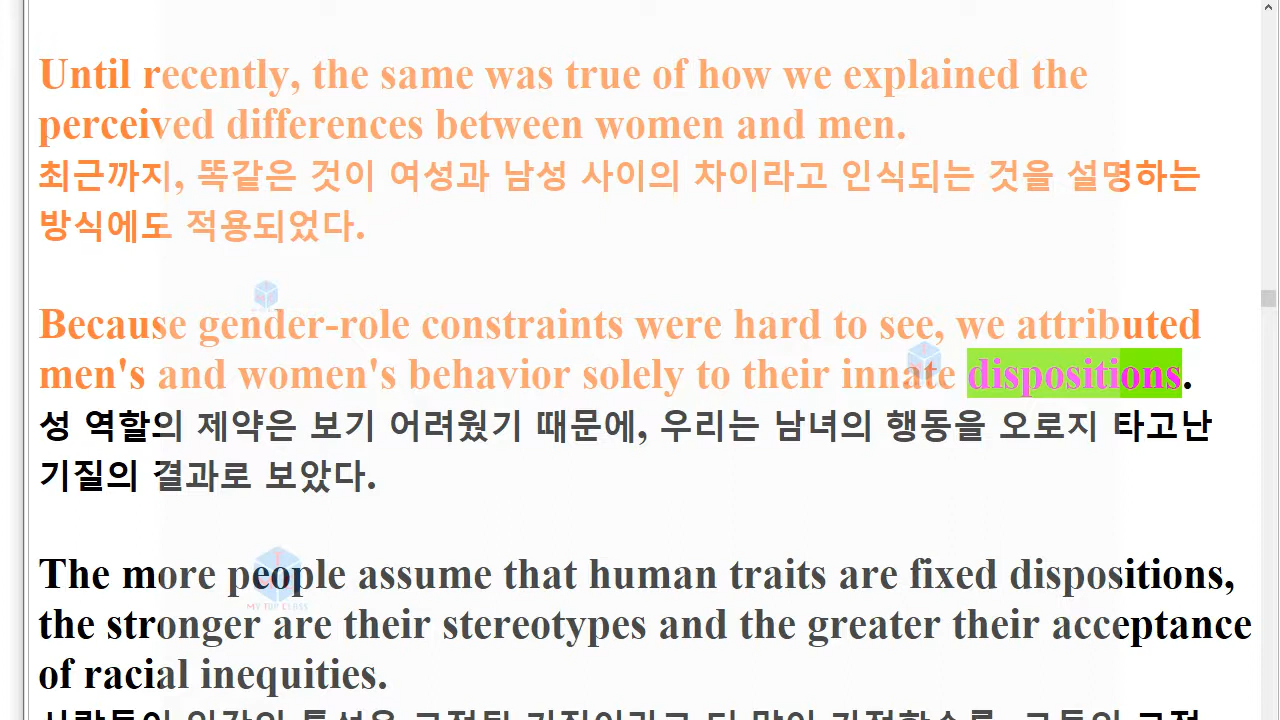 Until recently, the same was true of how we explained the
perceived differences between women and men.
최근까지, 똑같은 것이 여성과 남성 사이의 차이라고 인식되는 것을 설명하는
방식에도 적용되었다.
Because gender-role constraints were hard to see, we attributed
men's and women's behavior solely to their innate dispositions.
성 역할의 제약은 보기 어려웠기 때문에, 우리는 남녀의 행동을 오로지 타고난
기질의 결과로 보았다.
The more people assume that human traits are fixed dispositions,
the stronger are their stereotypes and the greater their acceptance
of racial inequities.
MY TOP CLASS